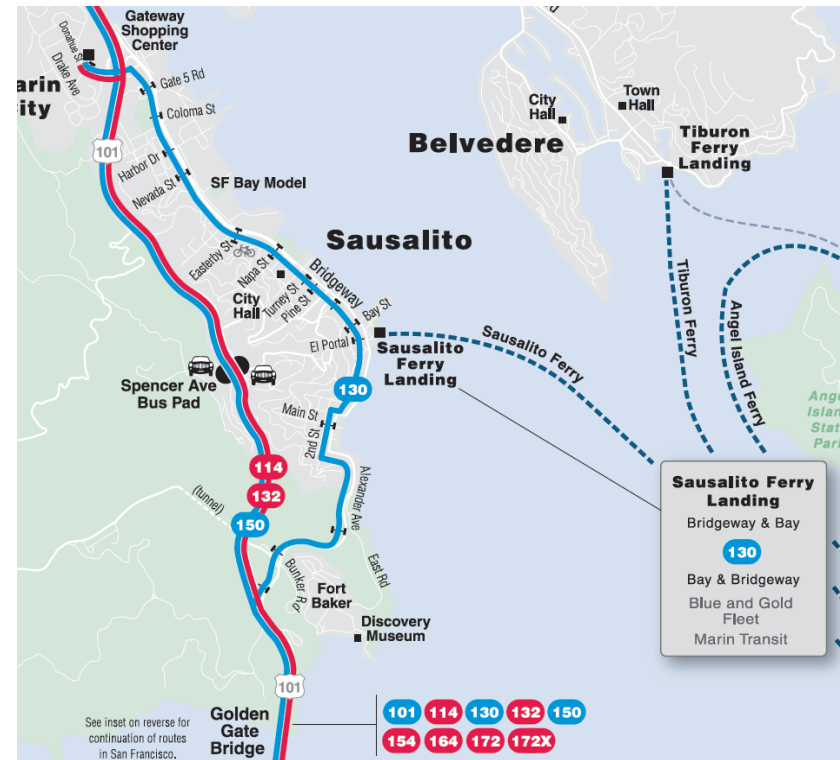 Gateway
Shopping
Center
Donahue St
Drake Ave
arin
ity
Gate 5 Rd
Coloma St
101
Harbor Dr
Nevada St
SF Bay Model
City
Hall
Town
Hall
Belvedere
Tiburon
Ferry
Landing
Sausalito
Easterby St
Napa St
City
Hall
Turney St
Pine St
Bridgeway
Bay St
El Portal
Sausalito
Ferry
Landing
Sausalito Ferry
Tiburon Ferry
Angel Island Ferry
Ange
Islan
Stat
Park
Spencer Ave
Bus Pad
130
Main St
2nd St
114
132
150
(tunnel)
Alexander Ave
East Rd
Bunker Rd
Fort
Baker
Discovery
Museum
Sausalito Ferry
Landing
Bridgeway & Bay
130
Bay & Bridgeway
Blue and Gold
Fleet
Marin Transit
101
See inset on reverse for
continuation of routes
in San Francisco.
Golden
Gate
Bridge
101 114 130 132 150
154 164 172 172X